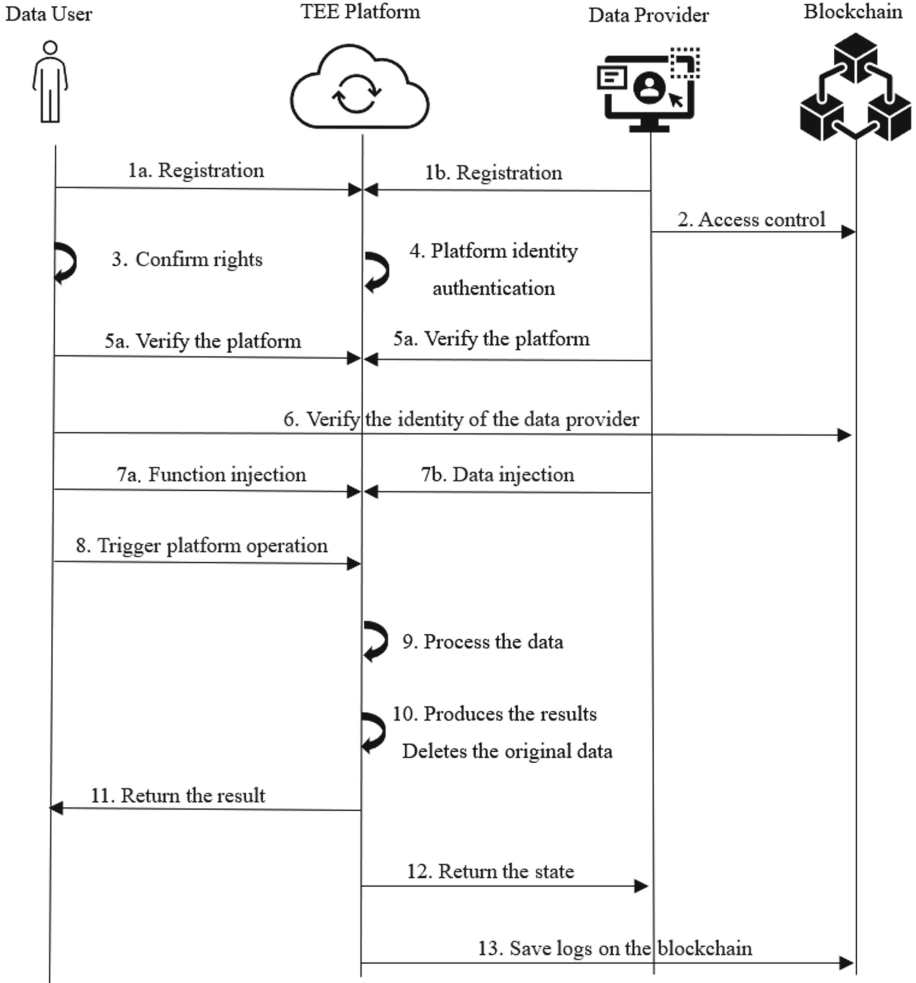 Data User
TEE Platform
Data Provider
Blockchain
1a. Registration
1b. Registration
2. Access control
3. Confirm rights
4. Platform identity
authentication
5a. Verify the platform
5a. Verify the platform
6. Verify the identity of the data provider
7a. Function injection
7b. Data injection
8. Trigger platform operation
9. Process the data
10. Produces the results
Deletes the original data
11. Return the result
12. Return the state
13. Save logs on the blockchain